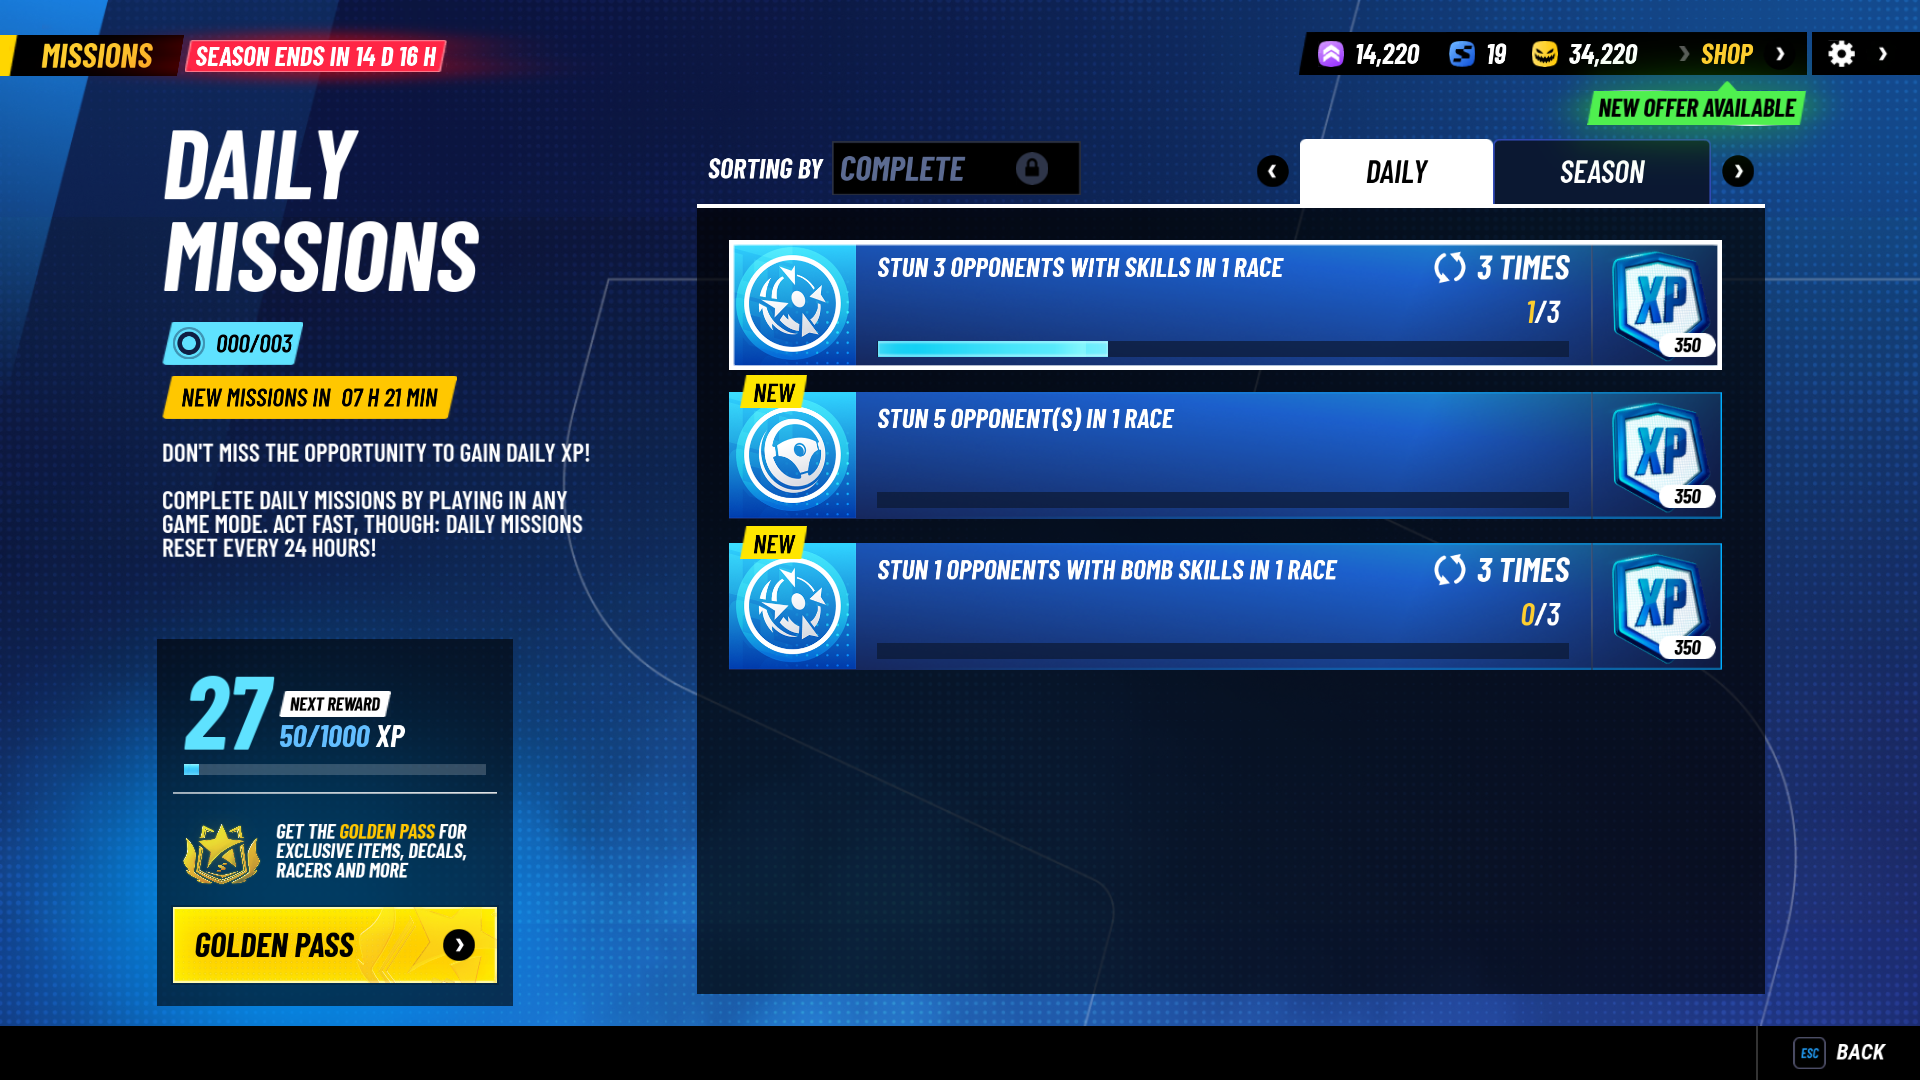 MISSIONS
SEASON ENDS IN 14 D 16 H
14,220
19
34,220
SHOP
NEW OFFER AVAILABLE
DAILY
MISSIONS
000/003
NEW MISSIONS IN 07 H 21 MIN
DON'T MISS THE OPPORTUNITY TO GAIN DAILY XP!
COMPLETE DAILY MISSIONS BY PLAYING IN ANY
GAME MODE. ACT FAST, THOUGH: DAILY MISSIONS
RESET EVERY 24 HOURS!
27
NEXT REWARD
50/1000 XP
GET THE GOLDEN PASS FOR
EXCLUSIVE ITEMS, DECALS,
RACERS AND MORE
GOLDEN PASS
SORTING BY COMPLETE
DAILY
SEASON
STUN 3 OPPONENTS WITH SKILLS IN 1 RACE
3 TIMES
1/3
XP
350
NEW
STUN 5 OPPONENT(S) IN 1 RACE
XP
350
NEW
STUN 1 OPPONENTS WITH BOMB SKILLS IN 1 RACE
3 TIMES
0/3
XP
350
ESC BACK